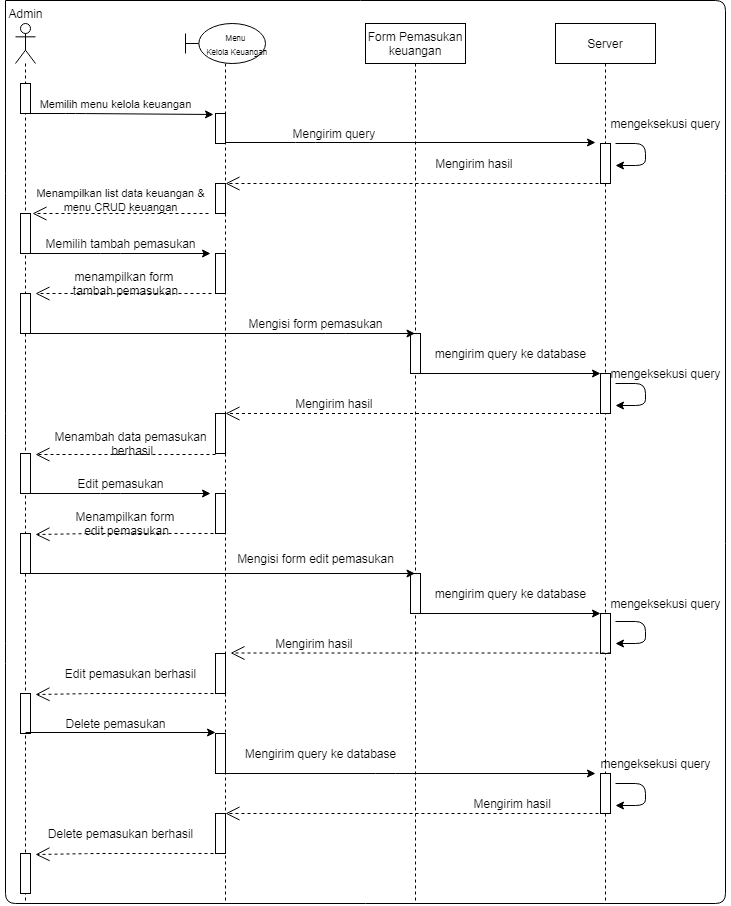 Admin
Menu
Kelola Keuangan
Form Pemasukan
keuangan
Server
Memilih menu kelola keuangan
mengeksekusi query
Mengirim query
Mengirim hasil
Menampilkan list data keuangan &
menu CRUD keuangan
Memilih tambah pemasukan
menampilkan form
tambah pemasukan
Mengisi form pemasukan
mengirim query ke database
mengeksekusi query
Mengirim hasil
Menambah data pemasukan
berhasil
Edit pemasukan
Menampilkan form
edit pemasukan
Mengisi form edit pemasukan
mengirim query ke database
mengeksekusi query
Mengirim hasil
Edit pemasukan berhasil
Delete pemasukan
Mengirim query ke database
mengeksekusi query
Mengirim hasil
Delete pemasukan berhasil